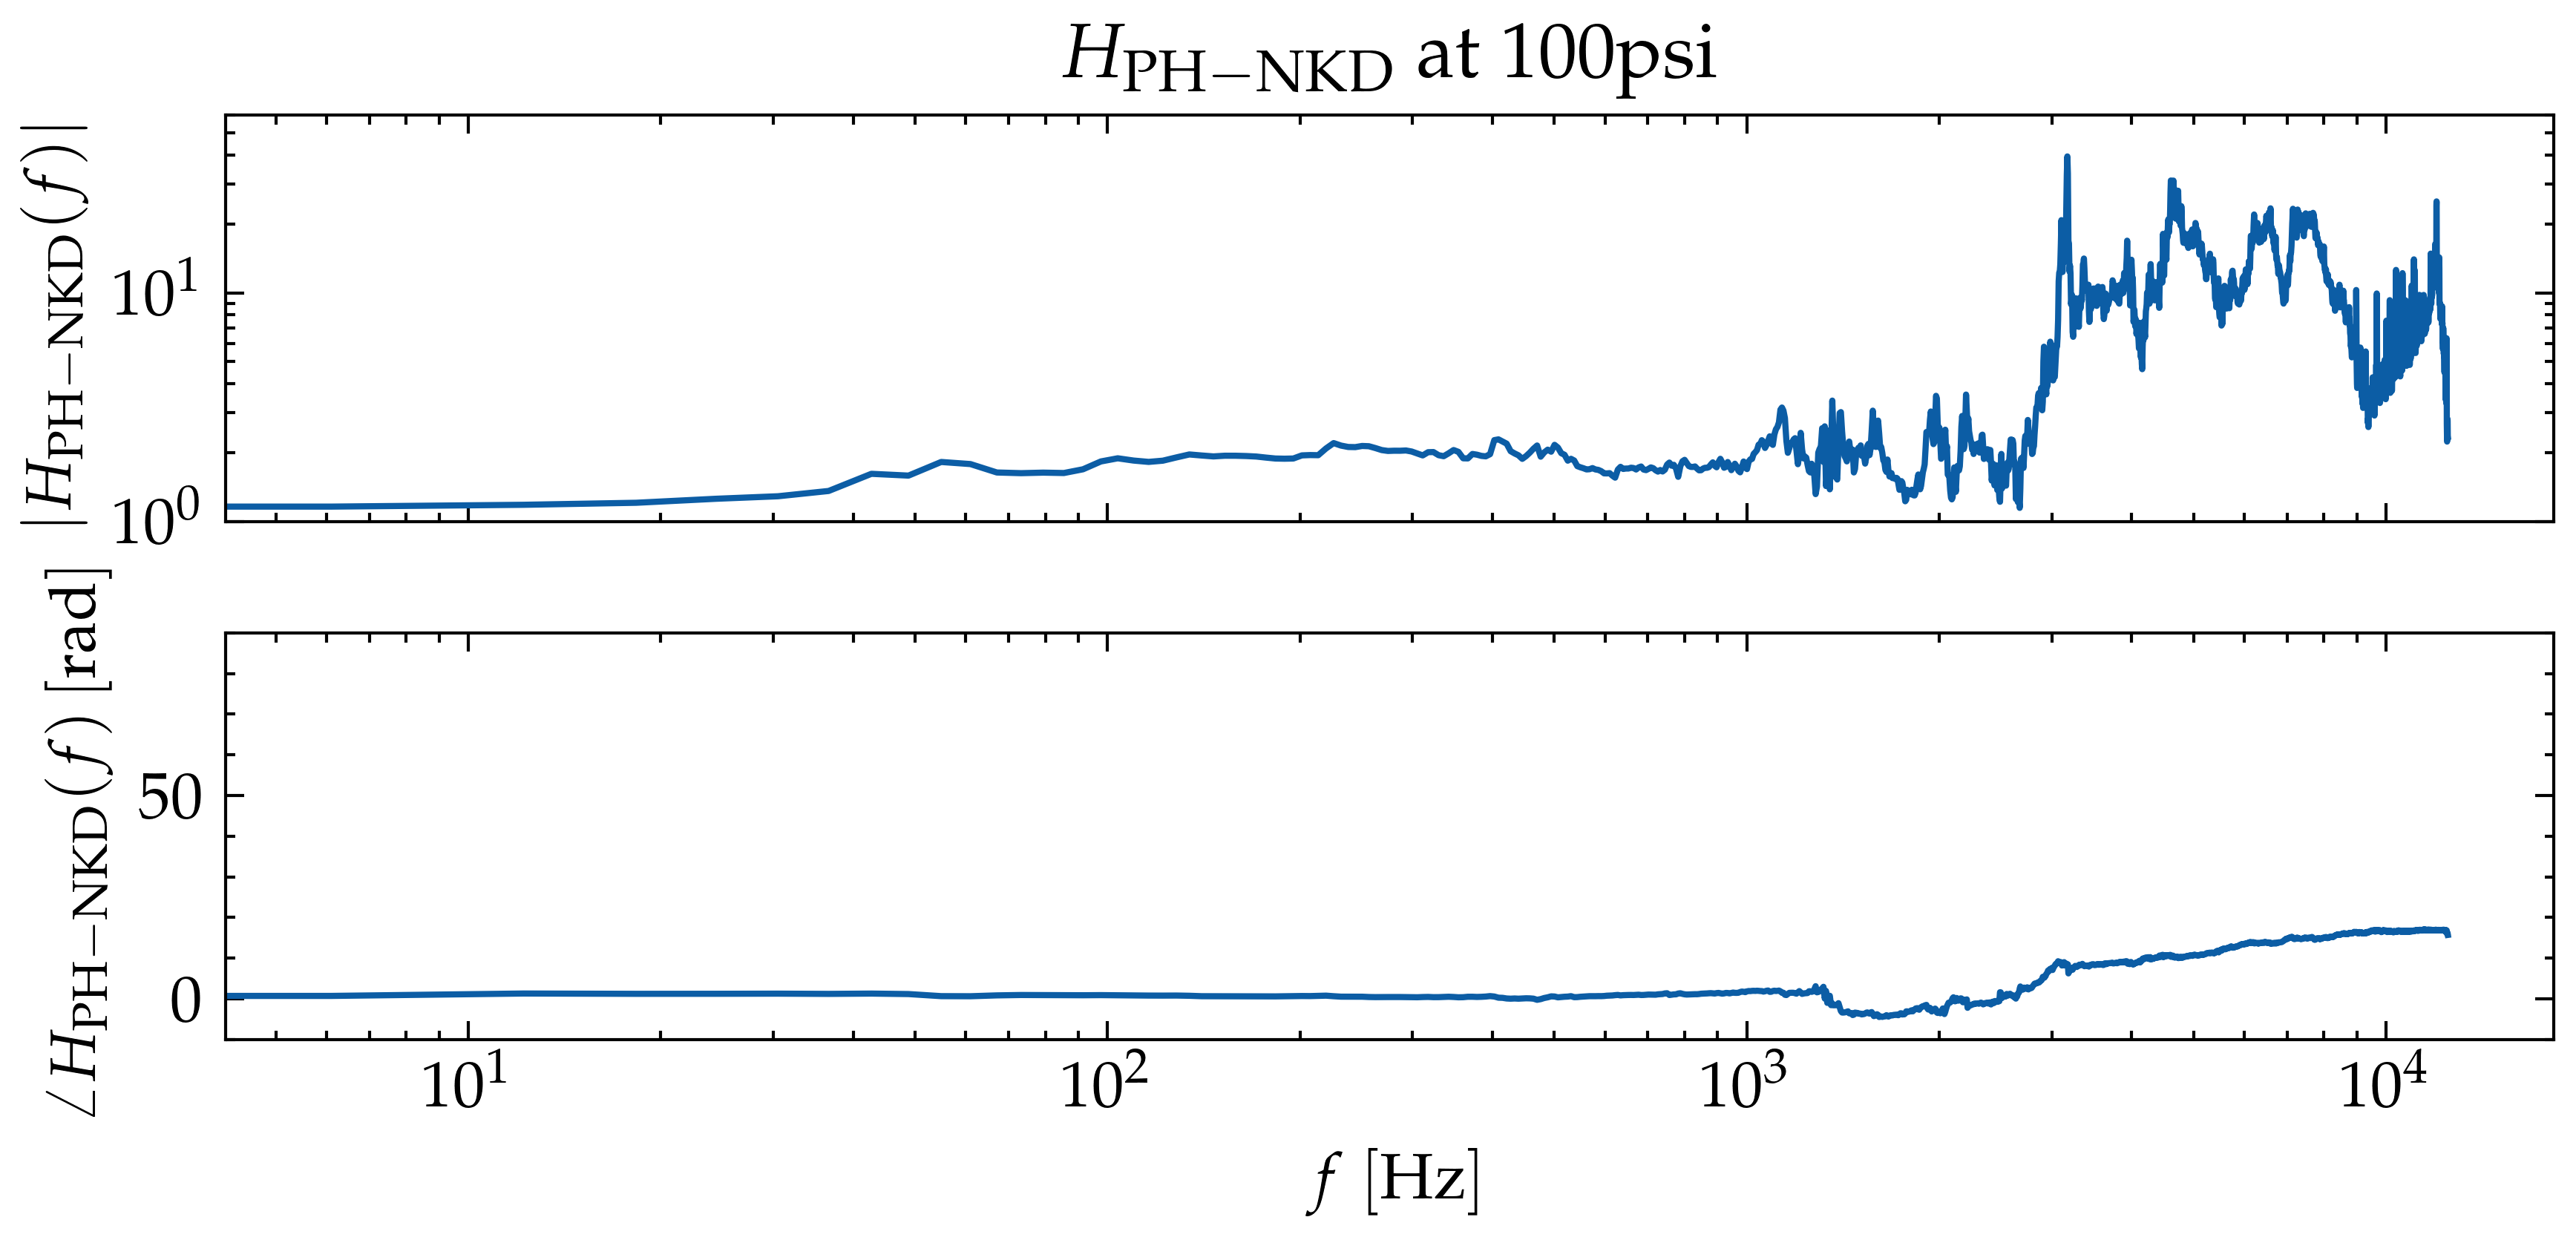 H_PH−NKD at 100psi
|H_PH−NKD(f)|
10^1
10^0
∠H_PH−NKD(f) [rad]
50
0
10^1 10^2 10^3 10^4
f [Hz]